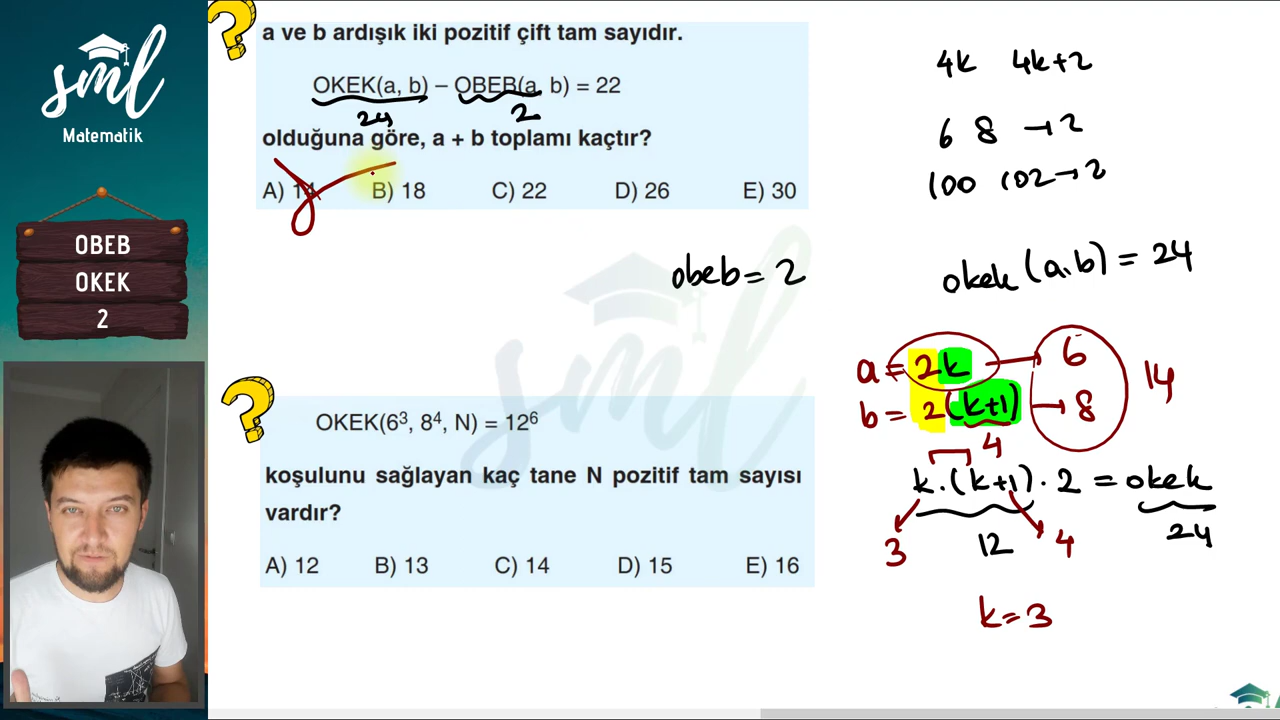 sml
Matematik
OBEB
OKEK
2
a ve b ardışık iki pozitif çift tam sayıdır.
OKEK(a, b) – OBEB(a, b) = 22
24 2
olduğuna göre, a + b toplamı kaçtır?
A) 14 B) 18 C) 22 D) 26 E) 30
obeb = 2
4k 4k+2
6 8 → 2
100 102 → 2
okek (a,b) = 24
a = 2k → 6
b = 2(k+1) → 8
14
4
k.(k+1).2 = okek
3 12 4 24
k = 3
sml
OKEK(6³, 8⁴, N) = 12⁶
koşulunu sağlayan kaç tane N pozitif tam sayısı
vardır?
A) 12 B) 13 C) 14 D) 15 E) 16